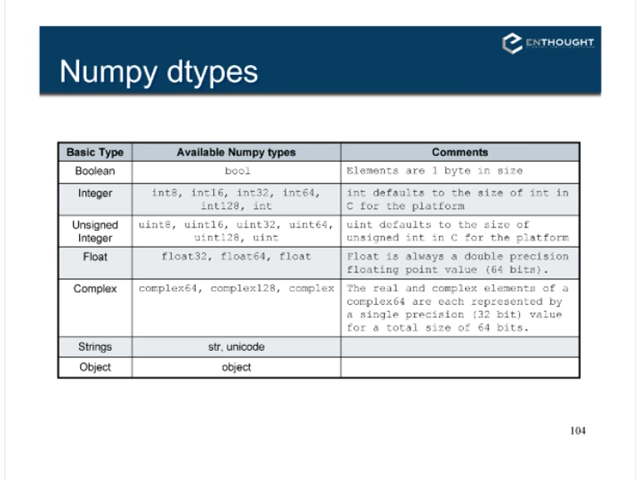 ENTHOUGHT
Numpy dtypes
Basic Type Available Numpy types Comments
Boolean bool Elements are 1 byte in size
Integer int8, int16, int32, int64, int defaults to the size of int in
int128, int C for the platform
Unsigned uint8, uint16, uint32, uint64, uint defaults to the size of
Integer uint128, uint unsigned int in C for the platform
Float float32, float64, float Float is always a double precision
floating point value (64 bits).
Complex complex64, complex128, complex The real and complex elements of a
complex64 are each represented by
a single precision (32 bit) value
for a total size of 64 bits.
Strings str, unicode
Object object
104